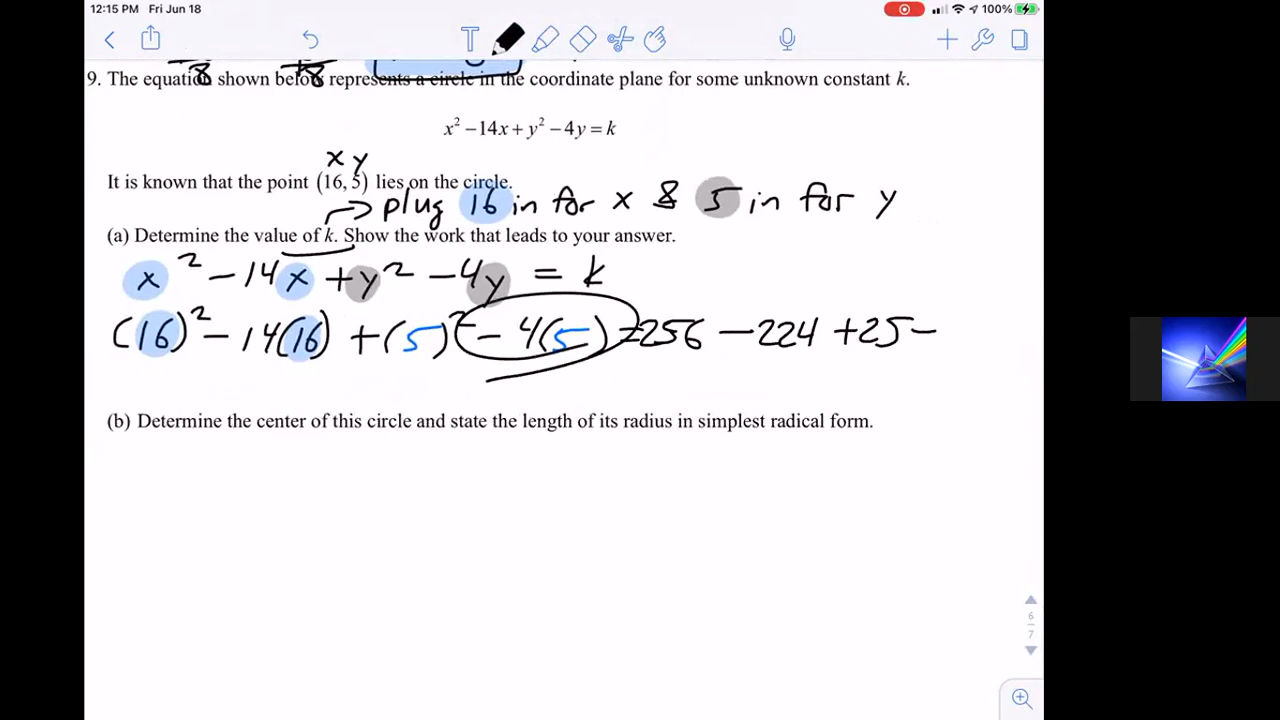 12:15 PM Fri Jun 18 100%
T
8 +8
9. The equation shown below represents a circle in the coordinate plane for some unknown constant k.
x² −14x + y² −4y = k
x y
It is known that the point (16, 5) lies on the circle.
plug 16 in for x & 5 in for y
(a) Determine the value of k. Show the work that leads to your answer.
x² − 14x + y² − 4y = k
(16)² − 14(16) + (5)² − 4(5) = 256 − 224 + 25 −
(b) Determine the center of this circle and state the length of its radius in simplest radical form.
6
7